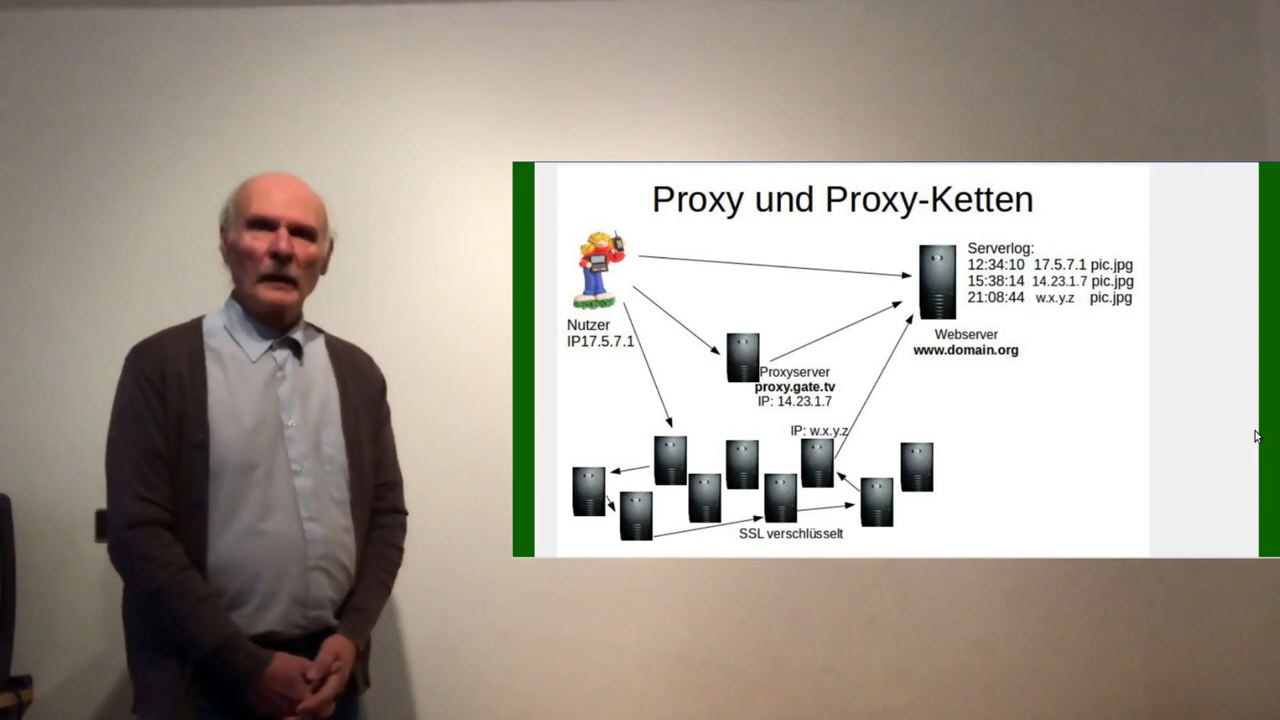 Proxy und Proxy-Ketten
Serverlog:
12:34:10 17.5.7.1 pic.jpg
15:38:14 14.23.1.7 pic.jpg
21:08:44 w.x.y.z pic.jpg
Nutzer
IP17.5.7.1
Webserver
www.domain.org
Proxyserver
proxy.gate.tv
IP: 14.23.1.7
IP: w.x.y.z
SSL verschlüsselt